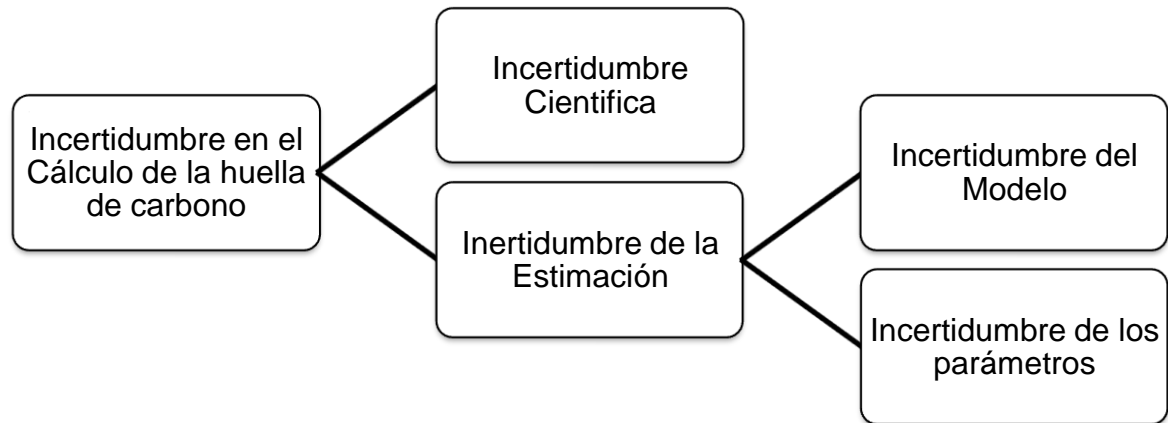 Incertidumbre en el
Cálculo de la huella
de carbono
Incertidumbre
Cientifica
Inertidumbre de la
Estimación
Incertidumbre del
Modelo
Incertidumbre de los
parámetros